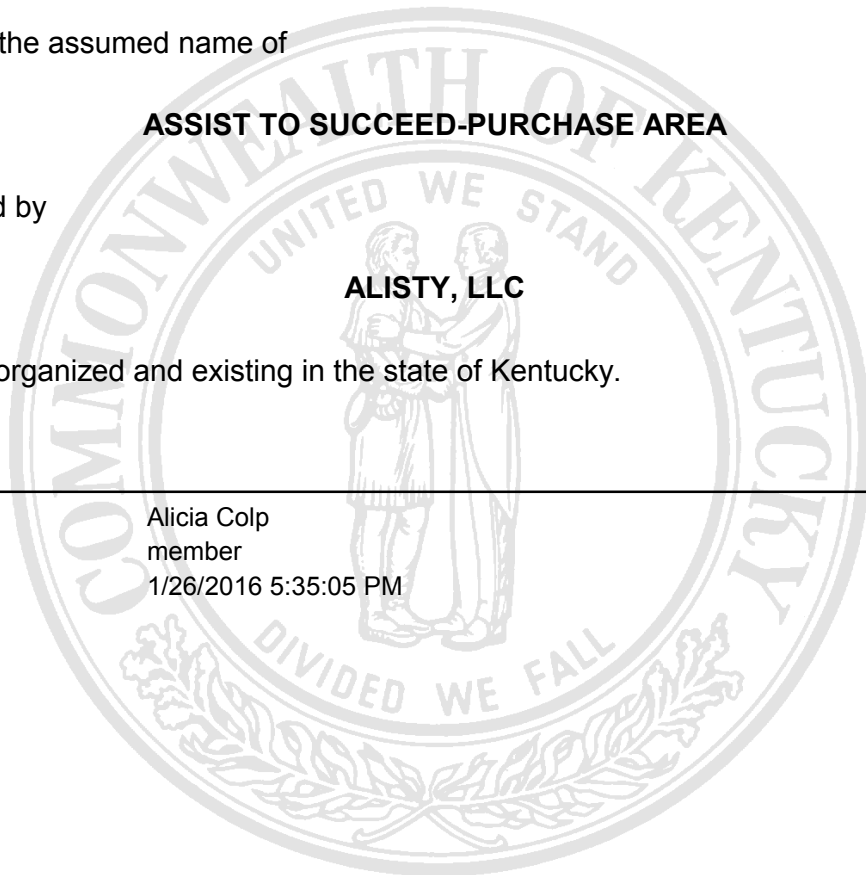 the assumed name of
ASSIST TO SUCCEED-PURCHASE AREA
d by
ALISTY, LLC
organized and existing in the state of Kentucky.
Alicia Colp
member
1/26/2016 5:35:05 PM
COMMONWEALTH OF KENTUCKY
UNITED WE STAND
DIVIDED WE FALL